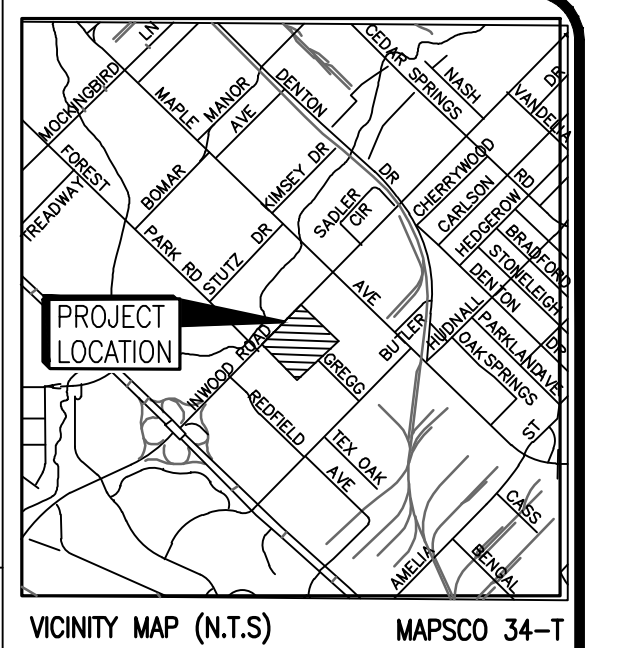 LN
CEDAR SPRINGS
NASH
DR
VANDELIA
MOCKINGBIRD
MAPLE
AVE
MANOR
DENTON
DR
FOREST
PARK RD
TREADWAY
BOMAR
KIMSEY DR
SADLER
CIR
CHERRYWOOD
RD
CARLSON
HEDGEROW
BRADFORD
STONELEIGH
STUTZ DR
AVE
DENTON
DR
PROJECT
LOCATION
BUTLER
HUDNALL
PARKLAND
AVE
OAK SPRINGS
INWOOD ROAD
GREGG
REDFIELD
TEX OAK
AVE
ST
CASS
AMELIA
BENGAL
VICINITY MAP (N.T.S)
MAPSCO 34-T